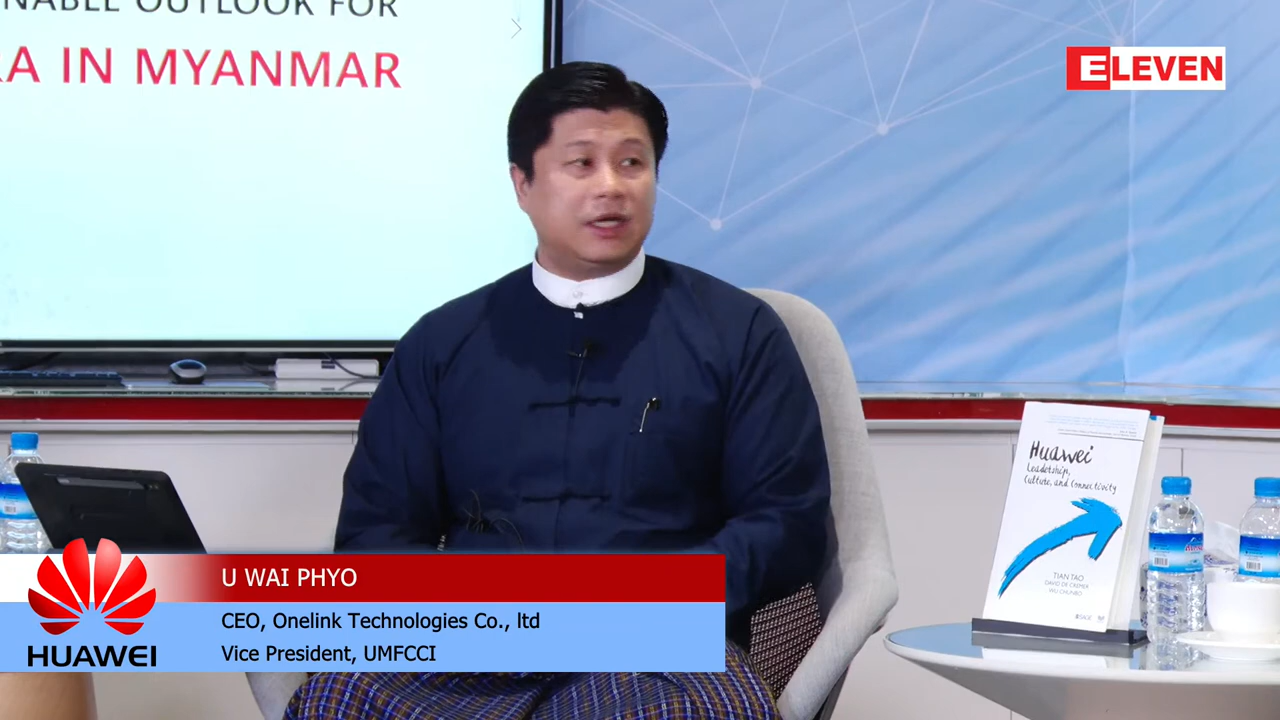 NABLE OUTLOOK FOR
RA IN MYANMAR
ELEVEN
Huawei
Leadership,
Culture, and Connectivity
TIAN TAO
DAVID DE CREMER
WU CHUNBO
U WAI PHYO
CEO, Onelink Technologies Co., ltd
Vice President, UMFCCI
HUAWEI